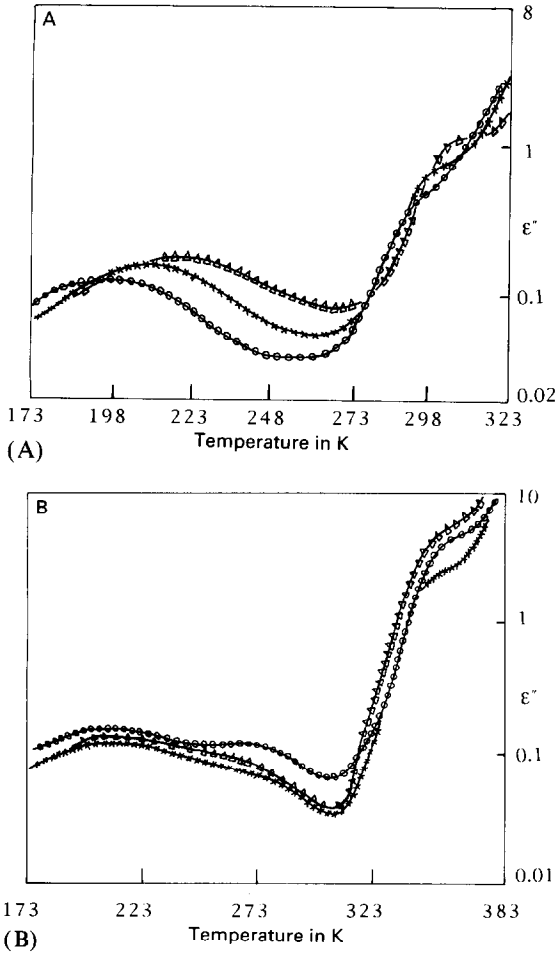 A
8
1
ε"
0.1
0.02
173 198 223 248 273 298 323
Temperature in K
(A)
B
10
1
ε"
0.1
0.01
173 223 273 323 383
Temperature in K
(B)